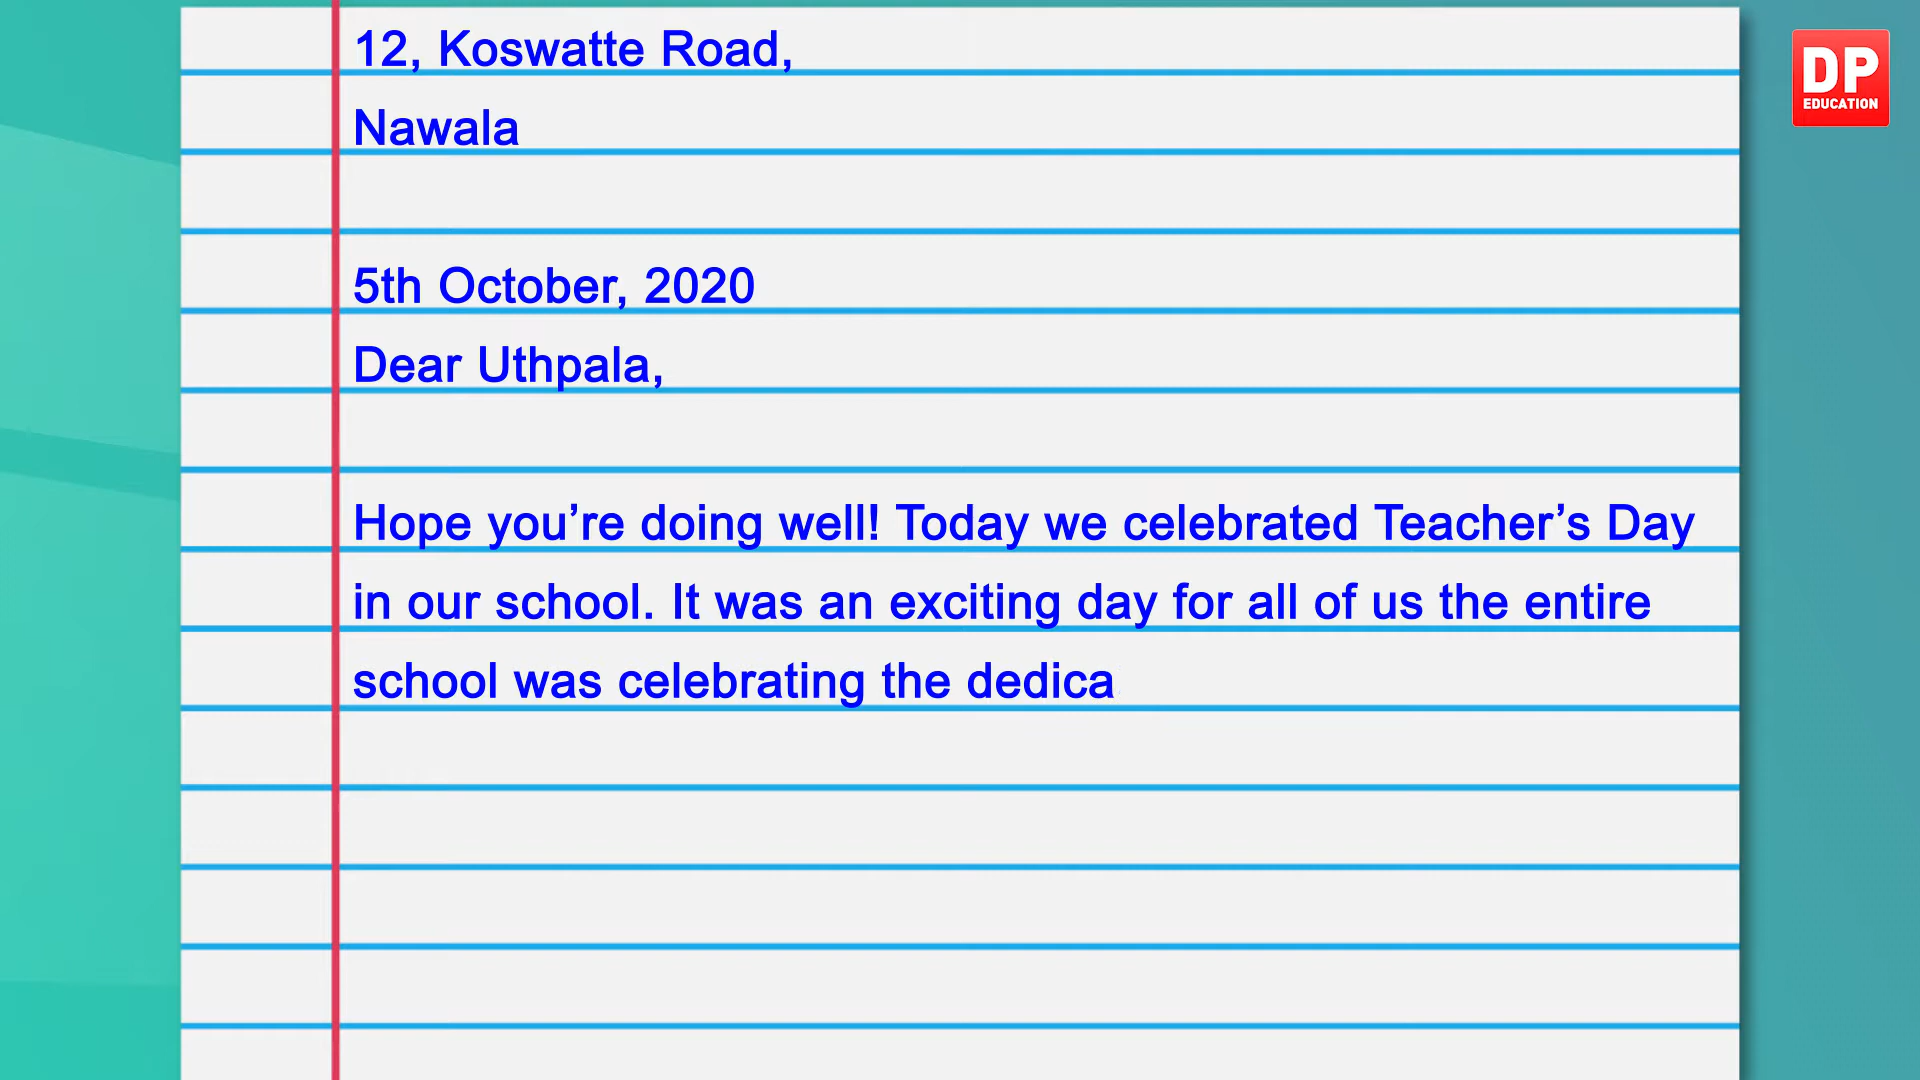 12, Koswatte Road,
Nawala
5th October, 2020
Dear Uthpala,
Hope you’re doing well! Today we celebrated Teacher’s Day
in our school. It was an exciting day for all of us the entire
school was celebrating the dedica
DP
EDUCATION